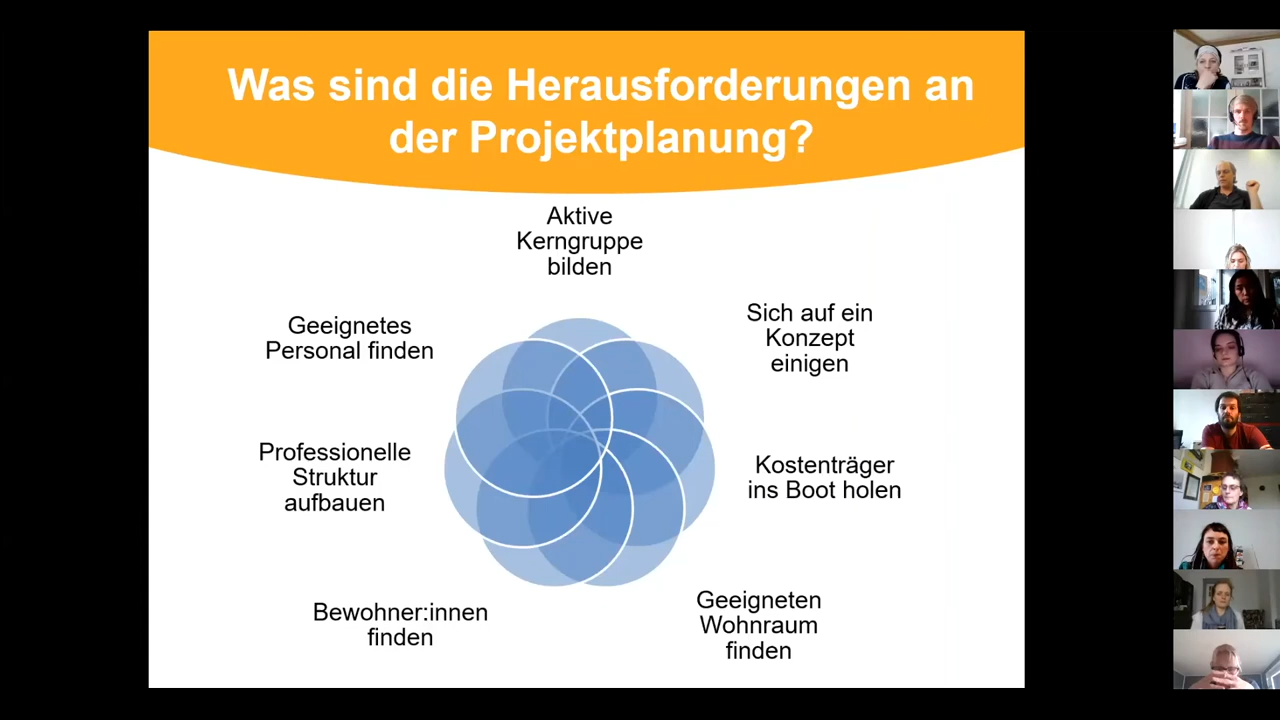 Was sind die Herausforderungen an
der Projektplanung?
Aktive
Kerngruppe
bilden
Sich auf ein
Konzept
einigen
Kostenträger
ins Boot holen
Geeigneten
Wohnraum
finden
Bewohner:innen
finden
Professionelle
Struktur
aufbauen
Geeignetes
Personal finden